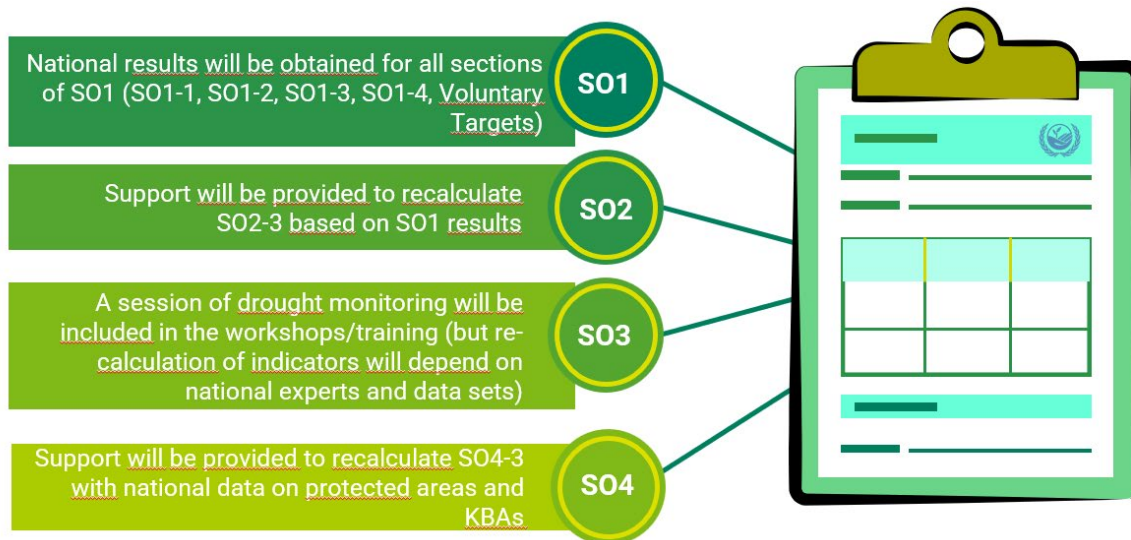 National results will be obtained for all sections
of SO1 (SO1-1, SO1-2, SO1-3, SO1-4, Voluntary
Targets)
SO1
Support will be provided to recalculate
SO2-3 based on SO1 results
SO2
A session of drought monitoring will be
included in the workshops/training (but re-
calculation of indicators will depend on
national experts and data sets)
SO3
Support will be provided to recalculate SO4-3
with national data on protected areas and
KBAs
SO4